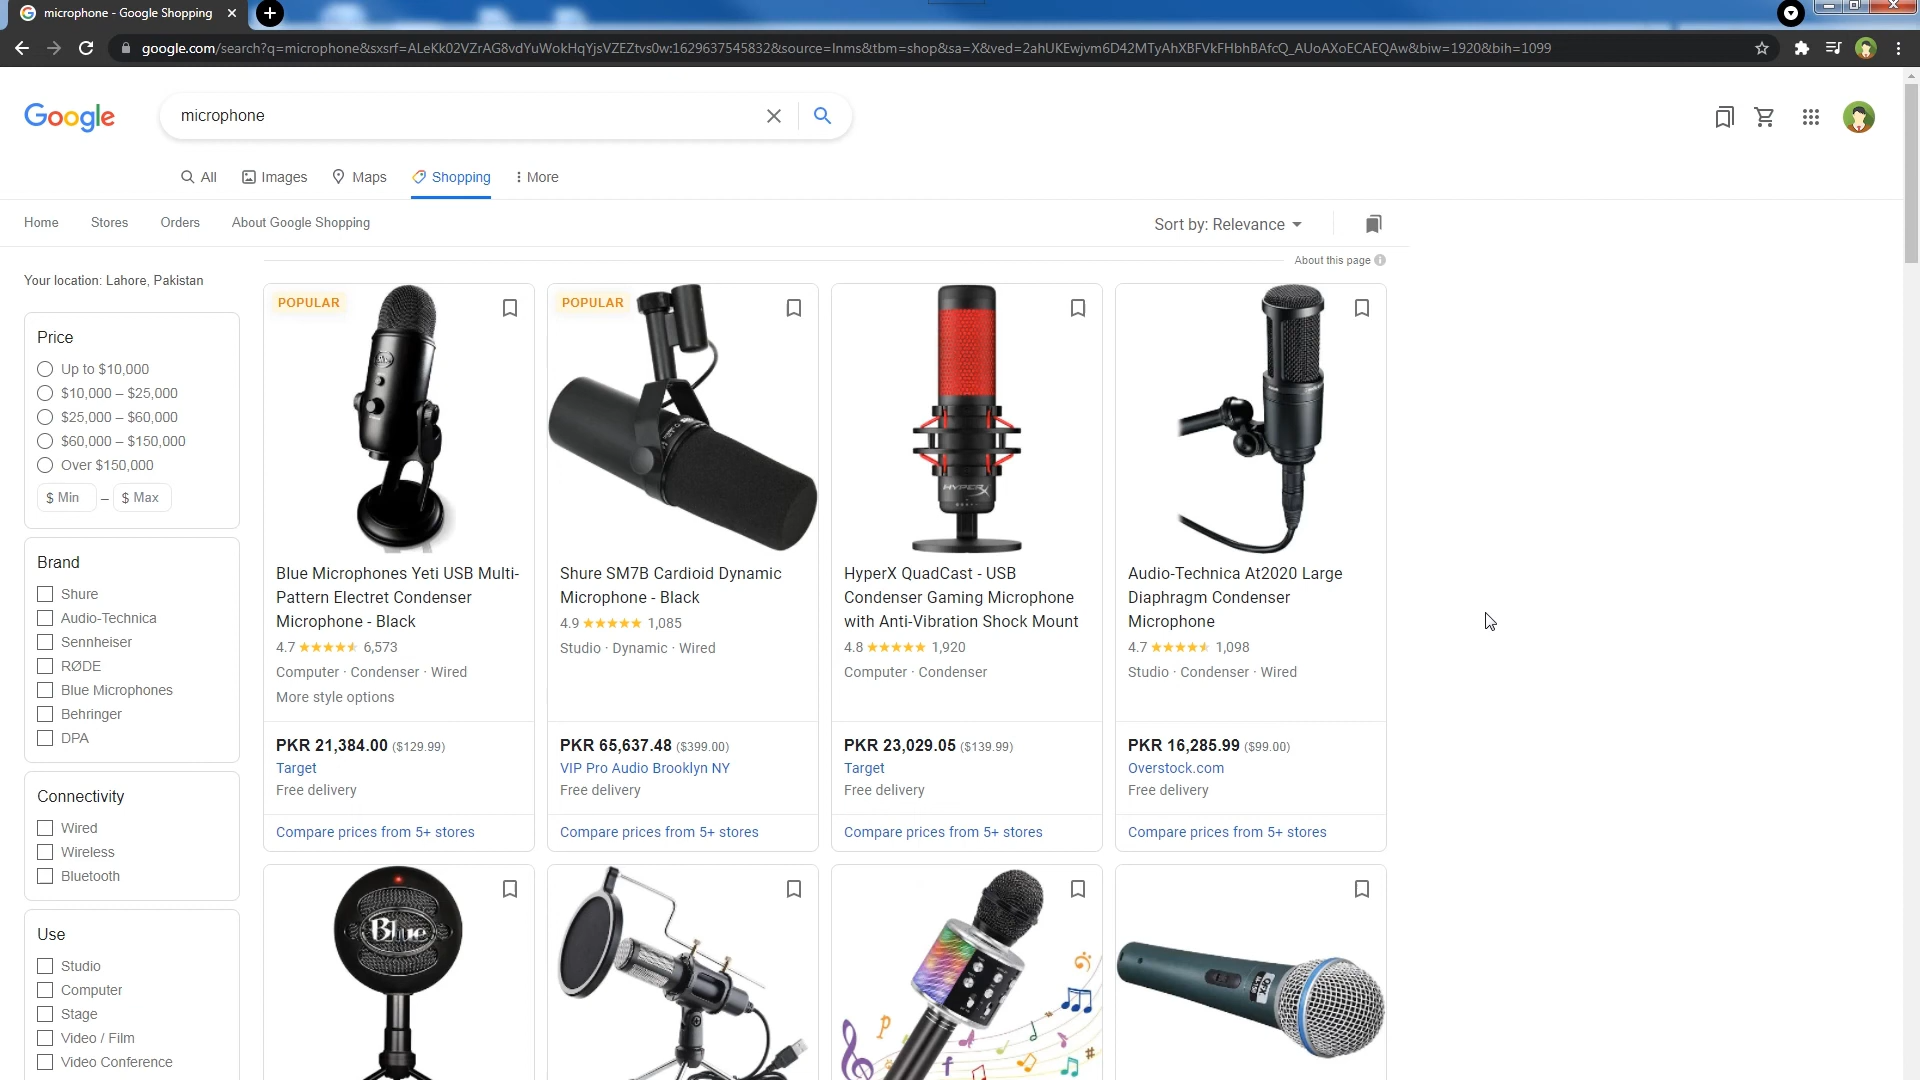 microphone - Google Shopping
google.com/search?q=microphone&sxsrf=ALeKk02VZrAG8vdYuWokHqYjsVZEZtvs0w:1629637545832&source=lnms&tbm=shop&sa=X&ved=2ahUKEwjvm6D42MTyAhXBFVkFHbhBAfcQ_AUoAXoECAEQAw&biw=1920&bih=1099
Google
microphone
All
Images
Maps
Shopping
More
Home
Stores
Orders
About Google Shopping
Sort by: Relevance
About this page
Your location: Lahore, Pakistan
Price
Up to $10,000
$10,000 – $25,000
$25,000 – $60,000
$60,000 – $150,000
Over $150,000
$ Min – $ Max
Brand
Shure
Audio-Technica
Sennheiser
RØDE
Blue Microphones
Behringer
DPA
Connectivity
Wired
Wireless
Bluetooth
Use
Studio
Computer
Stage
Video / Film
Video Conference
POPULAR
Blue Microphones Yeti USB Multi-
Pattern Electret Condenser
Microphone - Black
4.7 6,573
Computer · Condenser · Wired
More style options
PKR 21,384.00 ($129.99)
Target
Free delivery
Compare prices from 5+ stores
POPULAR
Shure SM7B Cardioid Dynamic
Microphone - Black
4.9 1,085
Studio · Dynamic · Wired
PKR 65,637.48 ($399.00)
VIP Pro Audio Brooklyn NY
Free delivery
Compare prices from 5+ stores
HYPERX
HyperX QuadCast - USB
Condenser Gaming Microphone
with Anti-Vibration Shock Mount
4.8 1,920
Computer · Condenser
PKR 23,029.05 ($139.99)
Target
Free delivery
Compare prices from 5+ stores
Audio-Technica At2020 Large
Diaphragm Condenser
Microphone
4.7 1,098
Studio · Condenser · Wired
PKR 16,285.99 ($99.00)
Overstock.com
Free delivery
Compare prices from 5+ stores
Blue